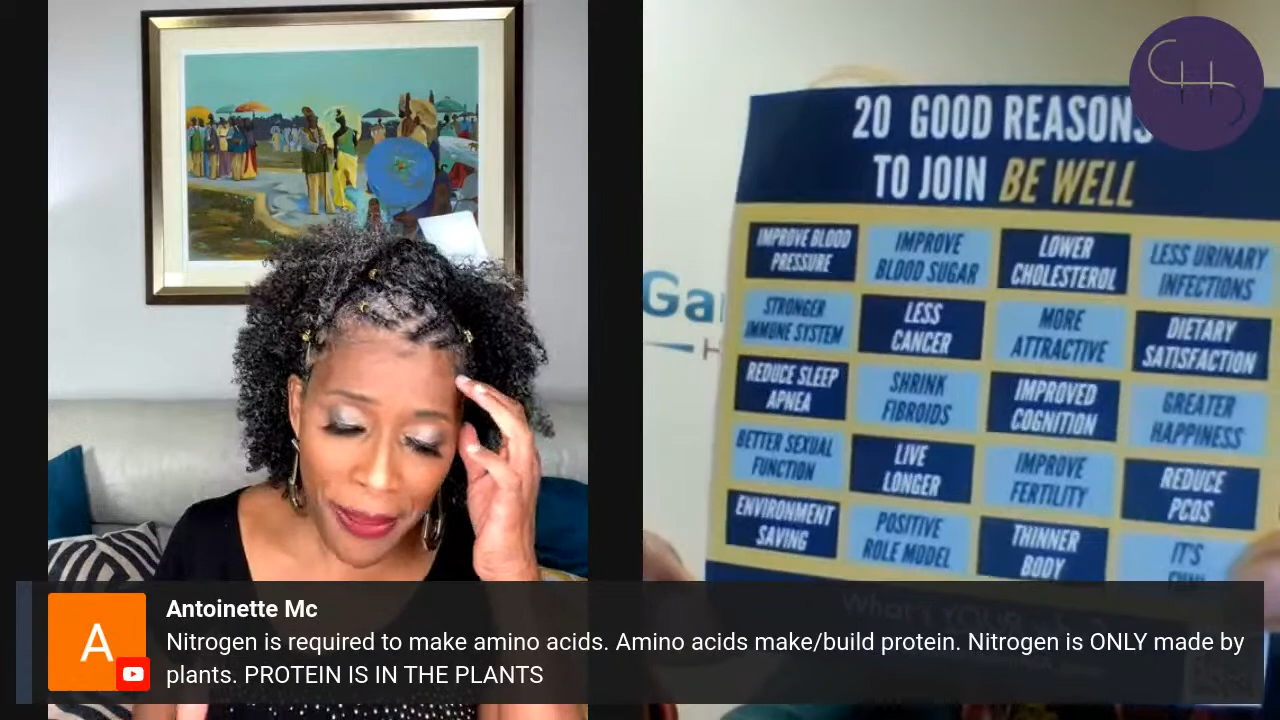 20 GOOD REASONS
TO JOIN BE WELL
IMPROVE BLOOD
PRESSURE
IMPROVE
BLOOD SUGAR
LOWER
CHOLESTEROL
LESS URINARY
INFECTIONS
STRONGER
IMMUNE SYSTEM
LESS
CANCER
MORE
ATTRACTIVE
DIETARY
SATISFACTION
REDUCE SLEEP
APNEA
SHRINK
FIBROIDS
IMPROVED
COGNITION
GREATER
HAPPINESS
BETTER SEXUAL
FUNCTION
LIVE
LONGER
IMPROVE
FERTILITY
REDUCE
PCOS
ENVIRONMENT
SAVING
POSITIVE
ROLE MODEL
THINNER
BODY
IT'S
Ga
CHS
What's YOUR
A
Antoinette Mc
Nitrogen is required to make amino acids. Amino acids make/build protein. Nitrogen is ONLY made by
plants. PROTEIN IS IN THE PLANTS